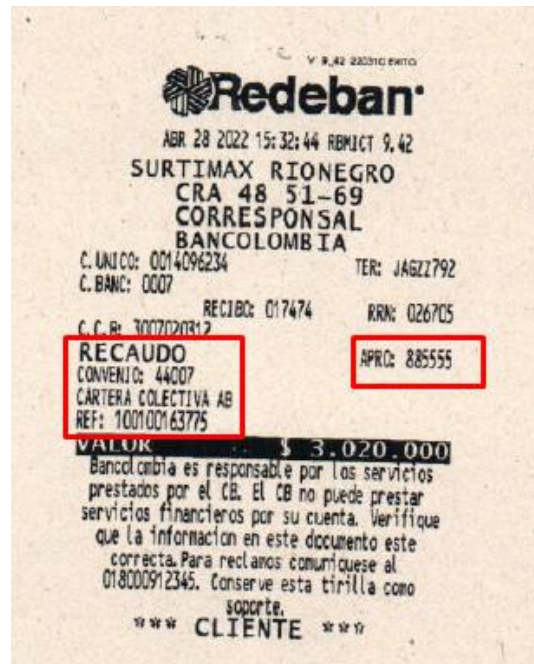 V 9.42 220310 EXITO
Redeban
ABR 28 2022 15:32:44 RBMICT 9.42
SURTIMAX RIONEGRO
CRA 48 51-69
CORRESPONSAL
BANCOLOMBIA
C.UNICO: 0014096234 TER: JAGZZ792
C.BANC: 0007
RECIBO: 017474 RRN: 026705
C.C.R: 3007020312
RECAUDO APRO: 885555
CONVENIO: 44007
CARTERA COLECTIVA AB
REF: 100100163775
VALOR $ 3.020.000
Bancolombia es responsable por los servicios
prestados por el CB. El CB no puede prestar
servicios financieros por su cuenta. Verifique
que la informacion en este documento este
correcta.Para reclamos comuniquese al
018000912345. Conserve esta tirilla como
soporte.
*** CLIENTE ***